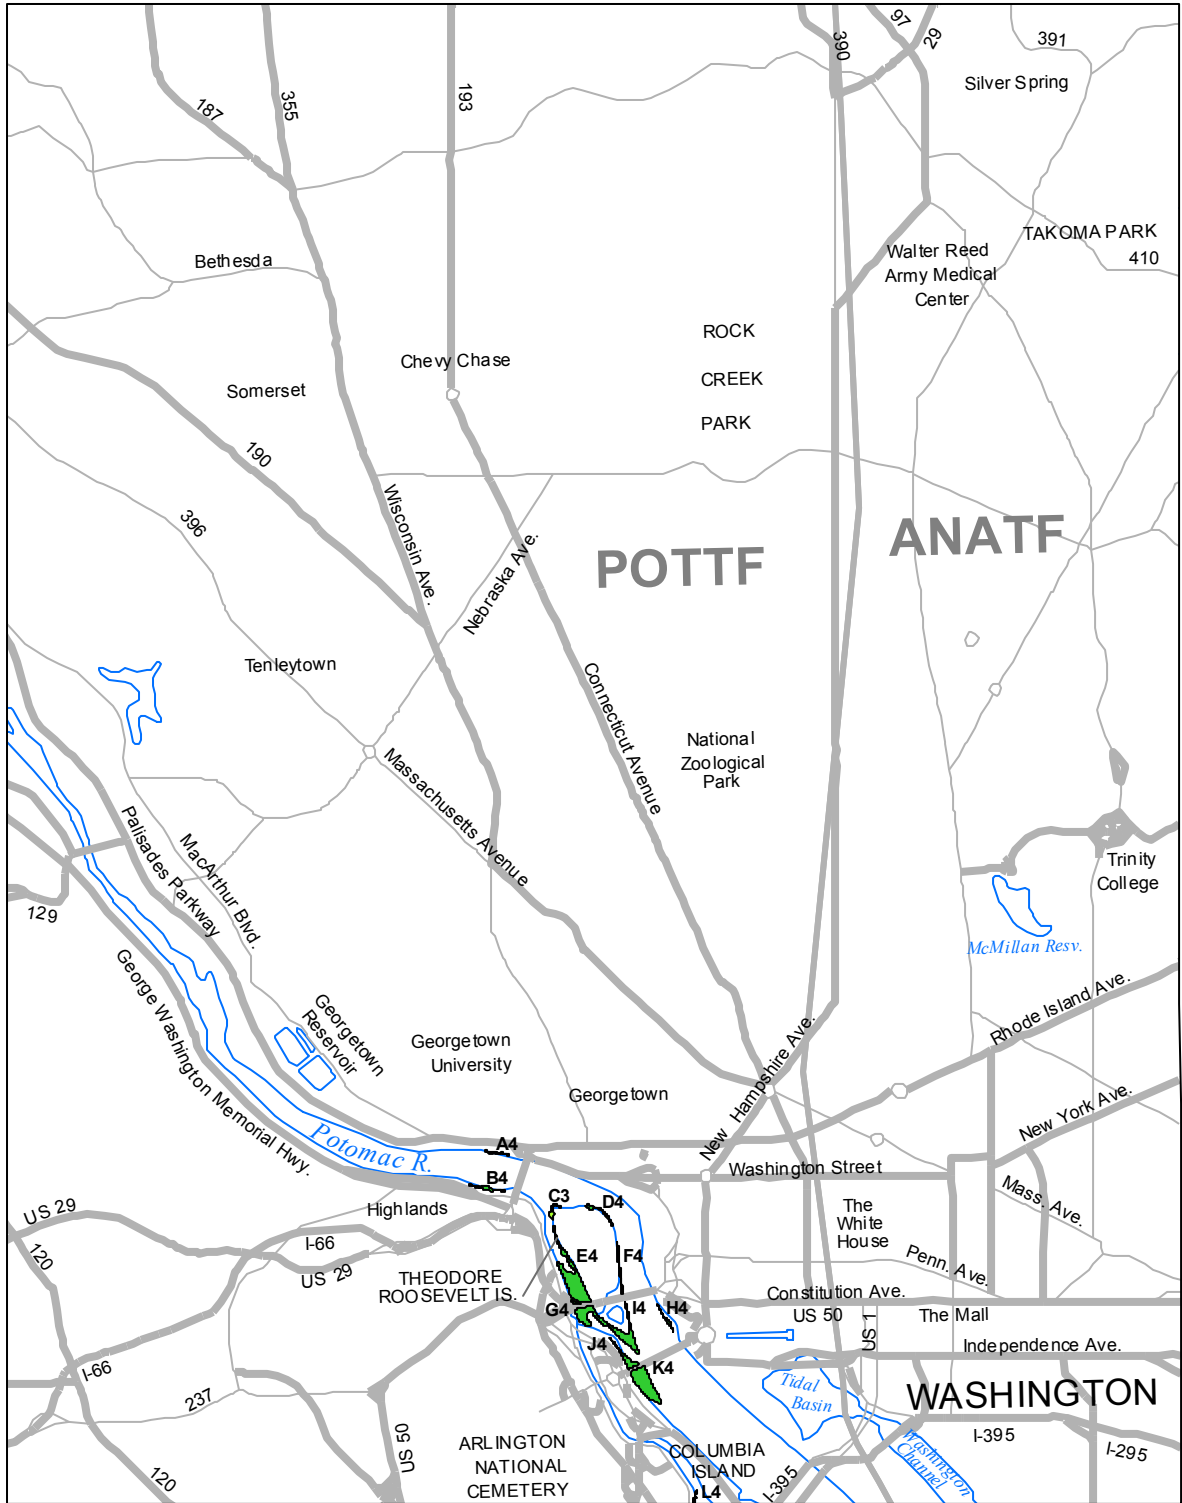 97
29
390
391
Silver Spring
193
355
187
TAKOMA PARK
410
Walter Reed
Army Medical
Center
Bethesda
ROCK
CREEK
PARK
Chevy Chase
Somerset
190
396
Wisconsin Ave.
Nebraska Ave.
POTTF
ANATF
Tenleytown
Connecticut Avenue
National
Zoological
Park
Massachusetts Avenue
Palisades Parkway
MacArthur Blvd.
Trinity
College
129
McMillan Resv.
George Washington Memorial Hwy.
Georgetown
Reservoir
Georgetown
University
Georgetown
New Hampshire Ave.
Rhode Island Ave.
New York Ave.
Potomac R.
A4
B4
Washington Street
Mass. Ave.
C3
D4
Highlands
US 29
The
White
House
I-66
US 29
120
E4
F4
Penn. Ave.
THEODORE
ROOSEVELT IS.
G4
I4
H4
Constitution Ave.
US 50
The Mall
US 1
Independence Ave.
J4
K4
I-66
237
Tidal
Basin
WASHINGTON
US 50
I-395
I-295
Washington
Channel
ARLINGTON
NATIONAL
CEMETERY
COLUMBIA
ISLAND
120
L4
I-395